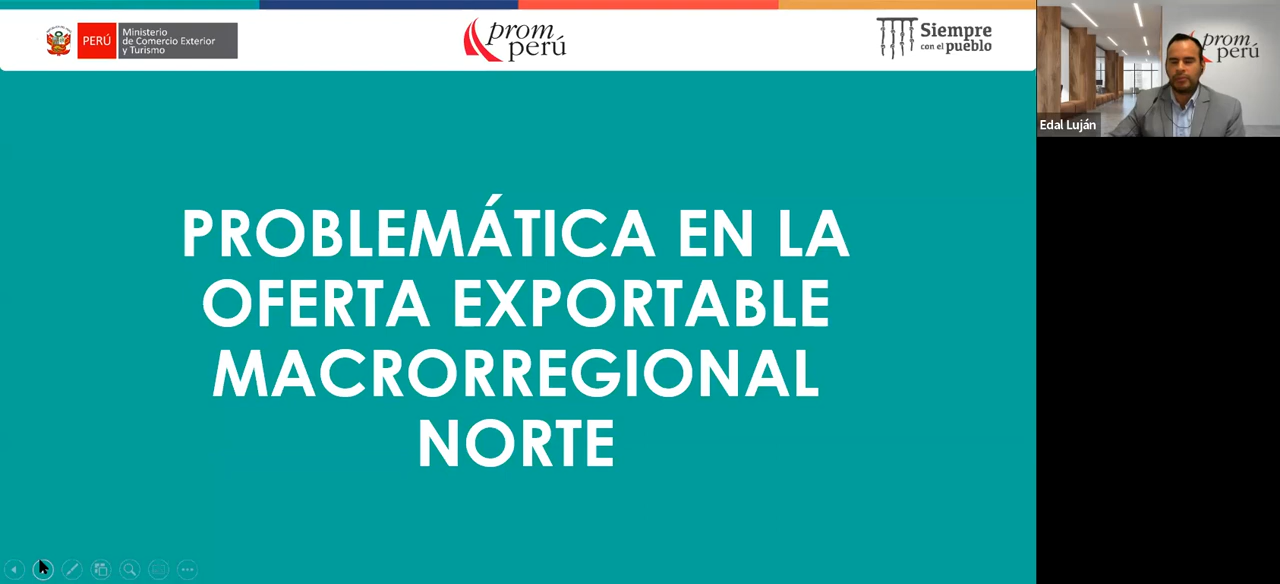 PERÚ
Ministerio
de Comercio Exterior
y Turismo
prom
perú
Siempre
con el pueblo
prom
perú
Edal Luján
PROBLEMÁTICA EN LA
OFERTA EXPORTABLE
MACRORREGIONAL
NORTE